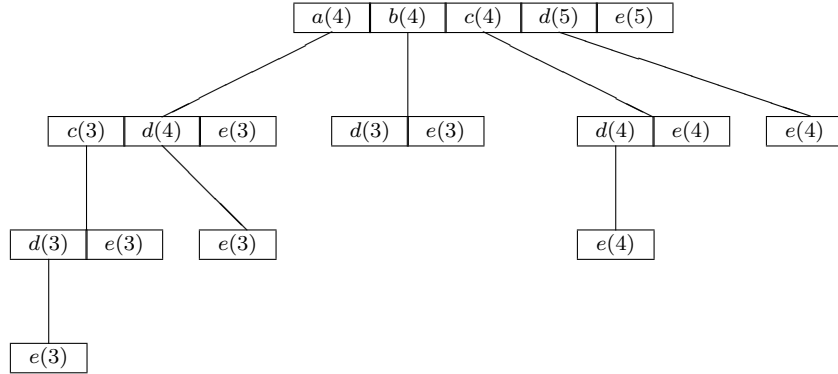 a(4) b(4) c(4) d(5) e(5)
c(3) d(4) e(3) d(3) e(3) d(4) e(4) e(4)
d(3) e(3) e(3) e(4)
e(3)